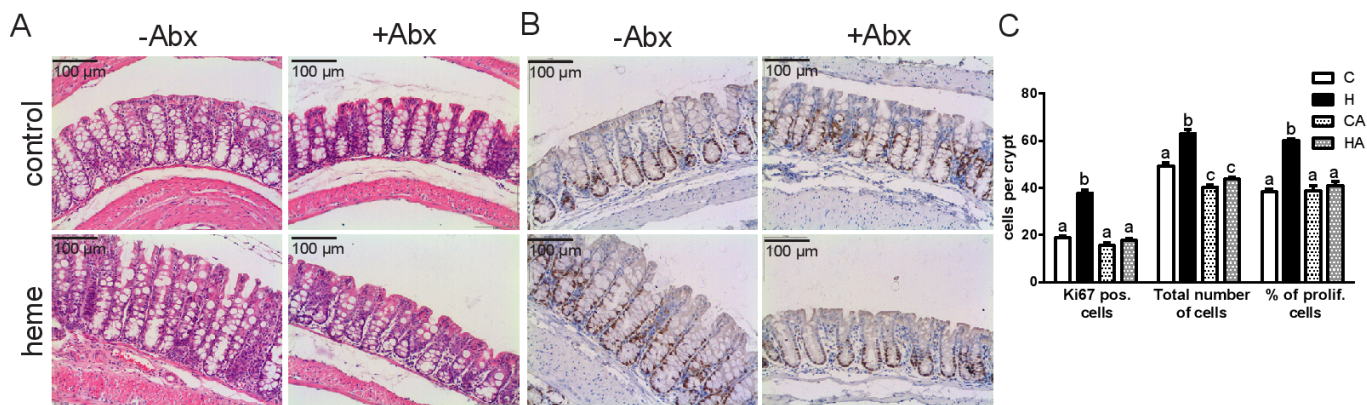 A
-Abx
+Abx
B
-Abx
+Abx
C
control
heme
100 µm
100 µm
100 µm
100 µm
100 µm
100 µm
100 µm
100 µm
C
H
CA
HA
cells per crypt
80
60
40
20
0
a
b
a
a
a
b
c
c
a
b
a
a
Ki67 pos.
cells
Total number
of cells
% of prolif.
cells